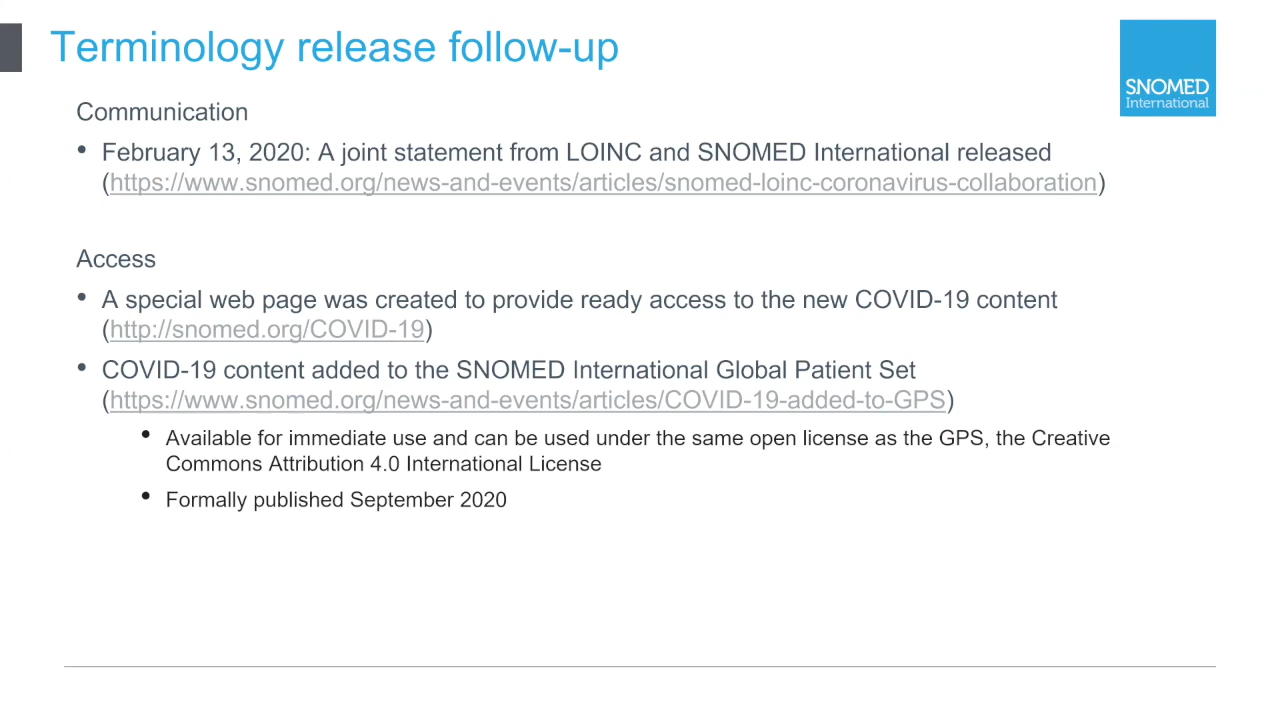 Terminology release follow-up
SNOMED
International
Communication
• February 13, 2020: A joint statement from LOINC and SNOMED International released
(https://www.snomed.org/news-and-events/articles/snomed-loinc-coronavirus-collaboration)
Access
• A special web page was created to provide ready access to the new COVID-19 content
(http://snomed.org/COVID-19)
• COVID-19 content added to the SNOMED International Global Patient Set
(https://www.snomed.org/news-and-events/articles/COVID-19-added-to-GPS)
• Available for immediate use and can be used under the same open license as the GPS, the Creative
Commons Attribution 4.0 International License
• Formally published September 2020